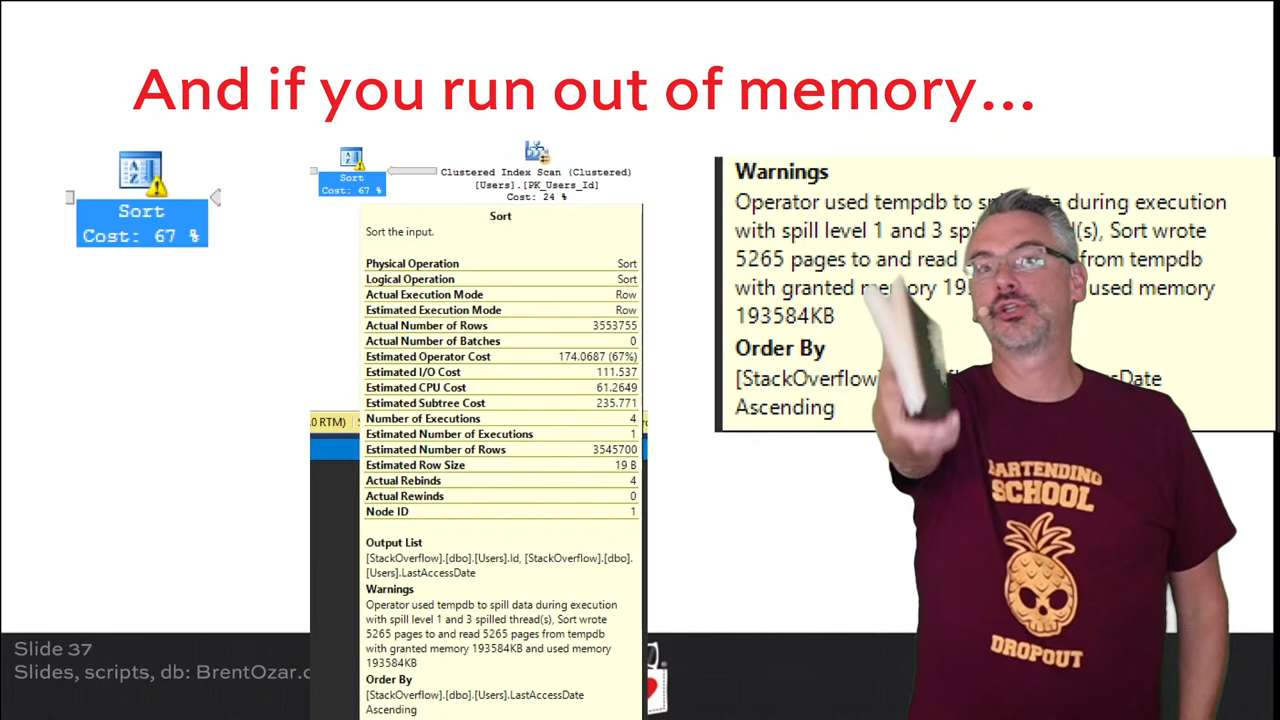 And if you run out of memory...
Sort
Cost: 67 %
Sort
Cost: 67 %
Clustered Index Scan (Clustered)
[Users].[PK_Users_Id]
Cost: 24 %
Sort
Sort the input.
Physical Operation Sort
Logical Operation Sort
Actual Execution Mode Row
Estimated Execution Mode Row
Actual Number of Rows 3553755
Actual Number of Batches 0
Estimated Operator Cost 174.0687 (67%)
Estimated I/O Cost 111.537
Estimated CPU Cost 61.2649
Estimated Subtree Cost 235.771
Number of Executions 4
Estimated Number of Executions 1
Estimated Number of Rows 3545700
Estimated Row Size 19 B
Actual Rebinds 4
Actual Rewinds 0
Node ID 1
Output List
[StackOverflow].[dbo].[Users].Id, [StackOverflow].[dbo].
[Users].LastAccessDate
Warnings
Operator used tempdb to spill data during execution
with spill level 1 and 3 spilled thread(s), Sort wrote
5265 pages to and read 5265 pages from tempdb
with granted memory 193584KB and used memory
193584KB
Order By
[StackOverflow].[dbo].[Users].LastAccessDate
Ascending
.0 RTM)
Warnings
Operator used tempdb to data during execution
with spill level 1 and 3 Sort wrote
5265 pages to and read from tempdb
with granted used memory
193584KB
Order By
[StackOverflow]
Ascending
BARTENDING
SCHOOL
DROPOUT
Slide 37
Slides, scripts, db: BrentOzar.c